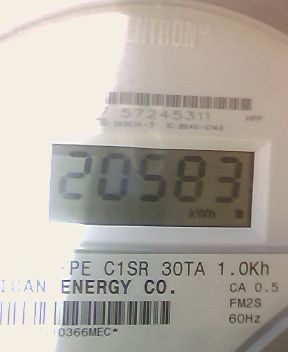 ENTRON®
57245311
20583
kWh
PE C1SR 30TA 1.0Kh
ICAN ENERGY CO.
CA 0.5
FM2S
60Hz
10366MEC*